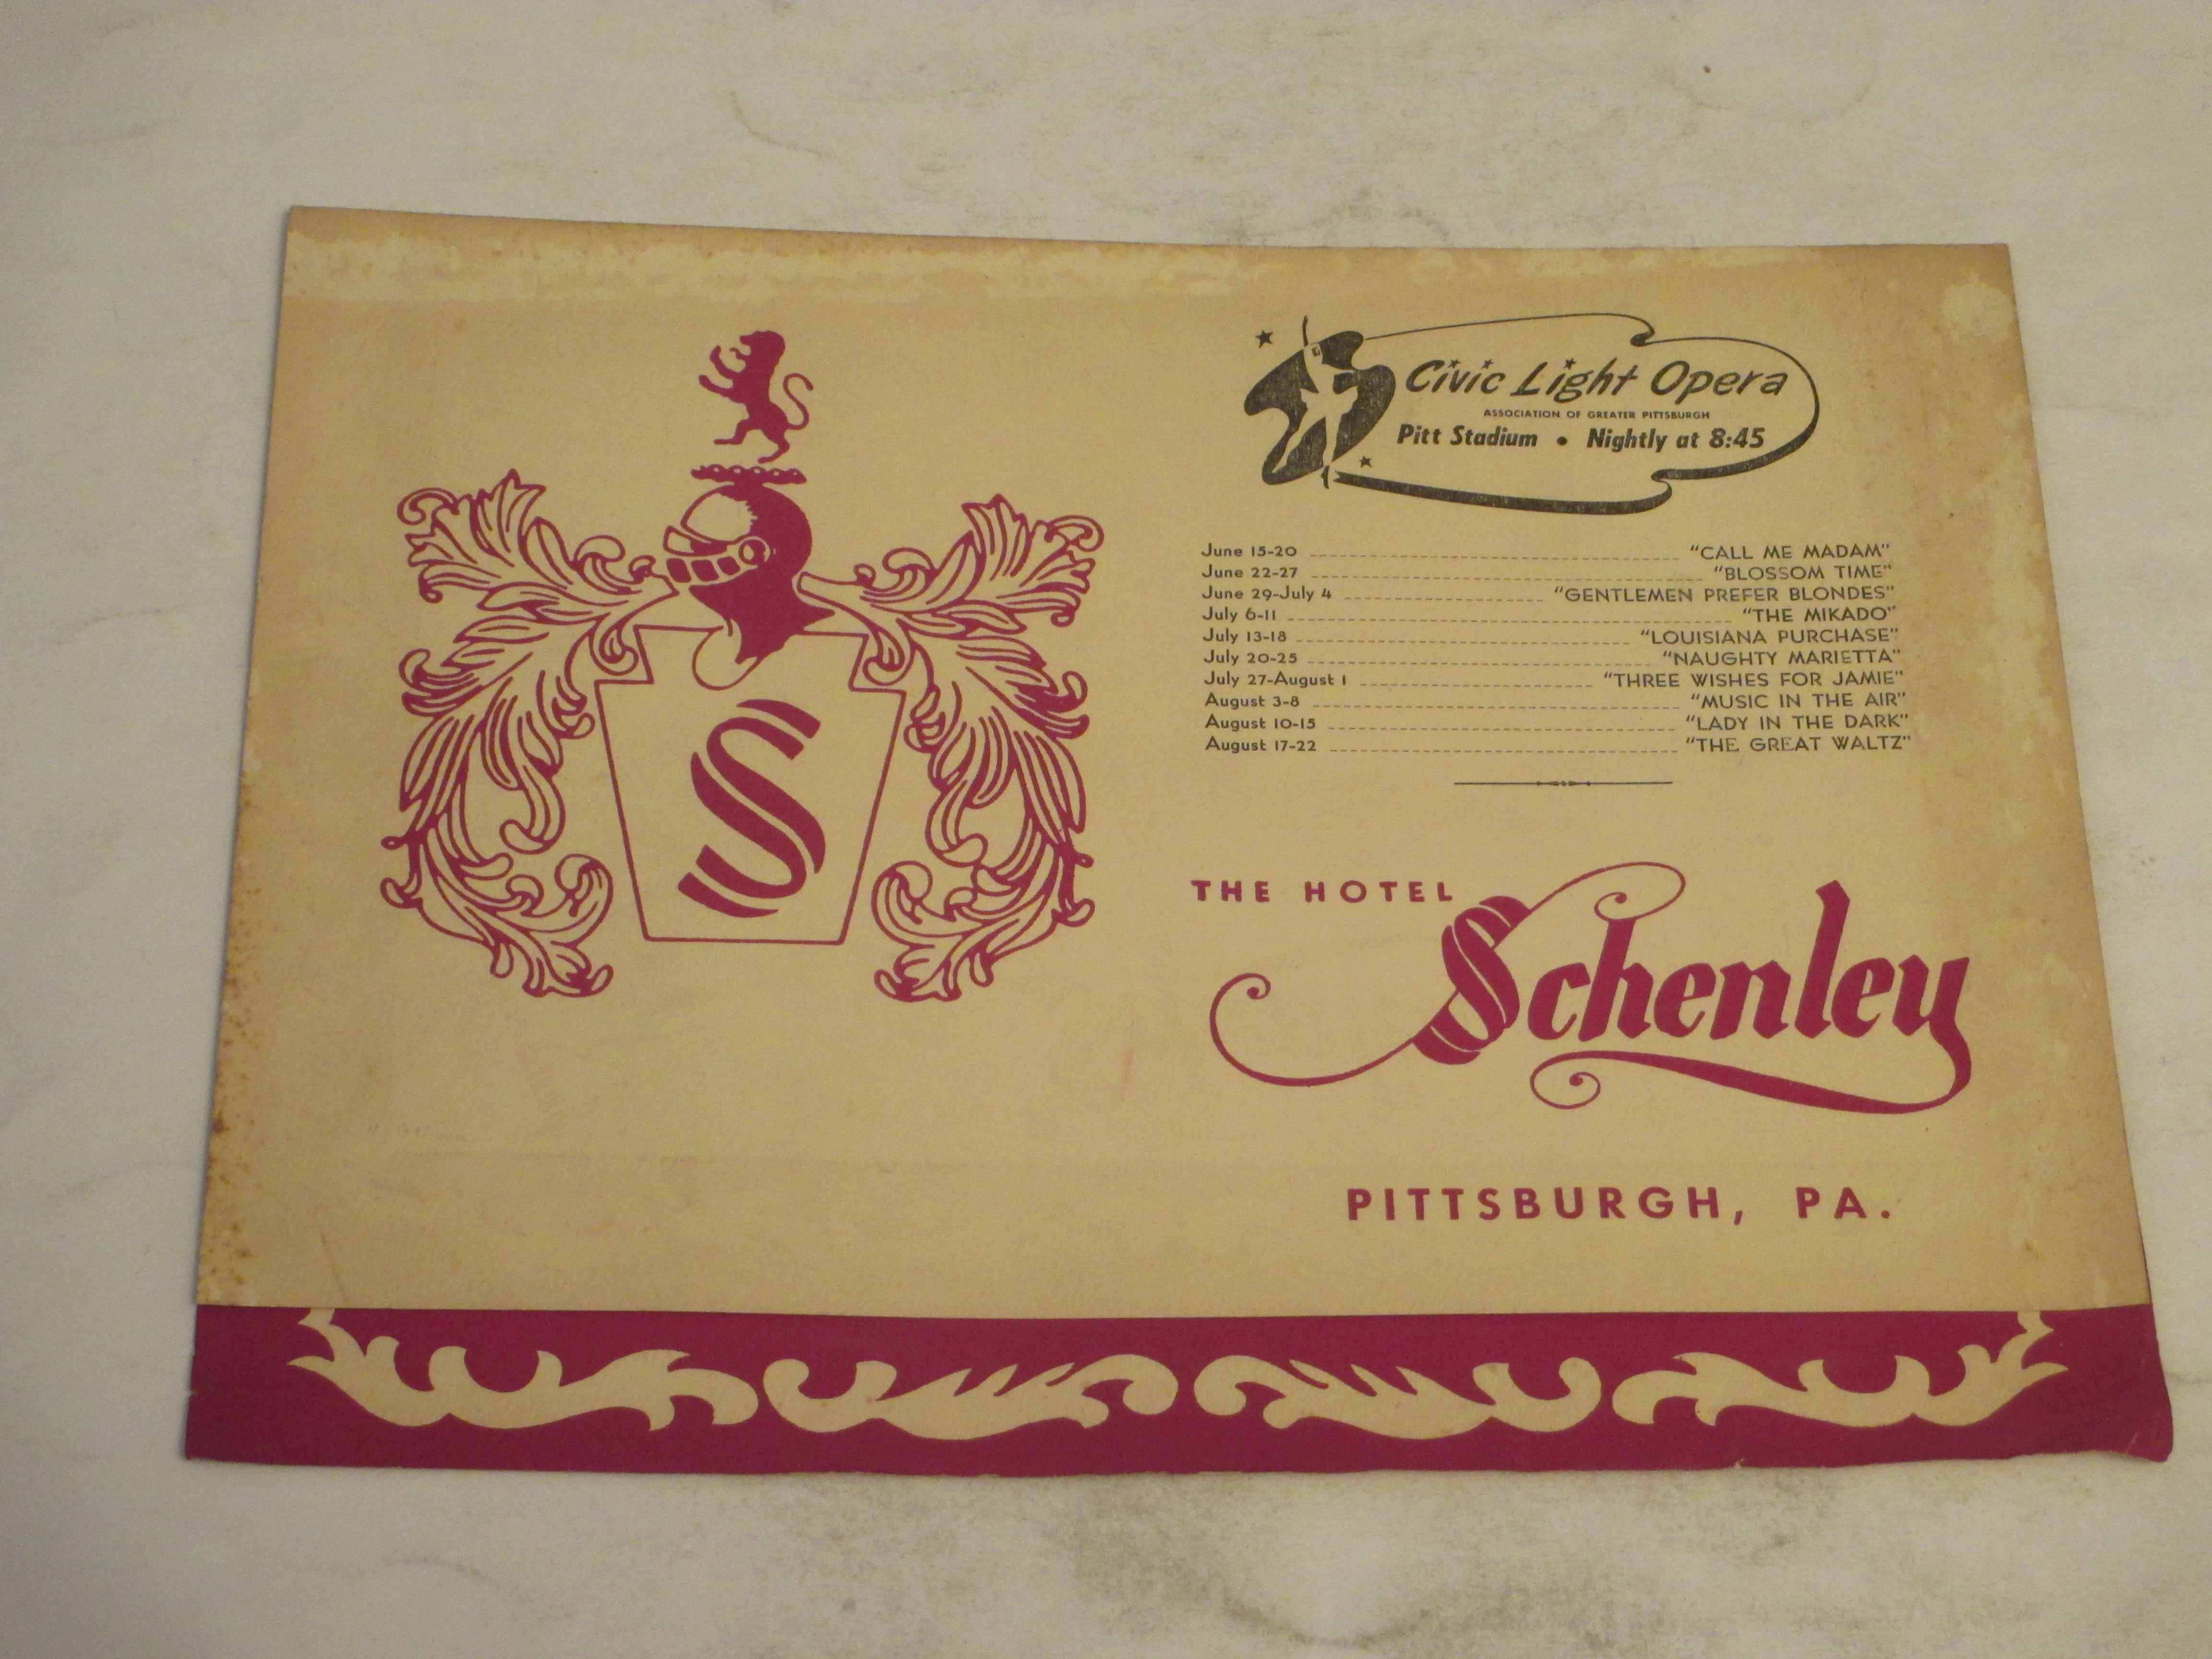 S
Civic Light Opera
ASSOCIATION OF GREATER PITTSBURGH
Pitt Stadium • Nightly at 8:45
June 15-20 "CALL ME MADAM"
June 22-27 "BLOSSOM TIME"
June 29-July 4 "GENTLEMEN PREFER BLONDES"
July 6-11 "THE MIKADO"
July 13-18 "LOUISIANA PURCHASE"
July 20-25 "NAUGHTY MARIETTA"
July 27-August 1 "THREE WISHES FOR JAMIE"
August 3-8 "MUSIC IN THE AIR"
August 10-15 "LADY IN THE DARK"
August 17-22 "THE GREAT WALTZ"
THE HOTEL
Schenley
PITTSBURGH, PA.